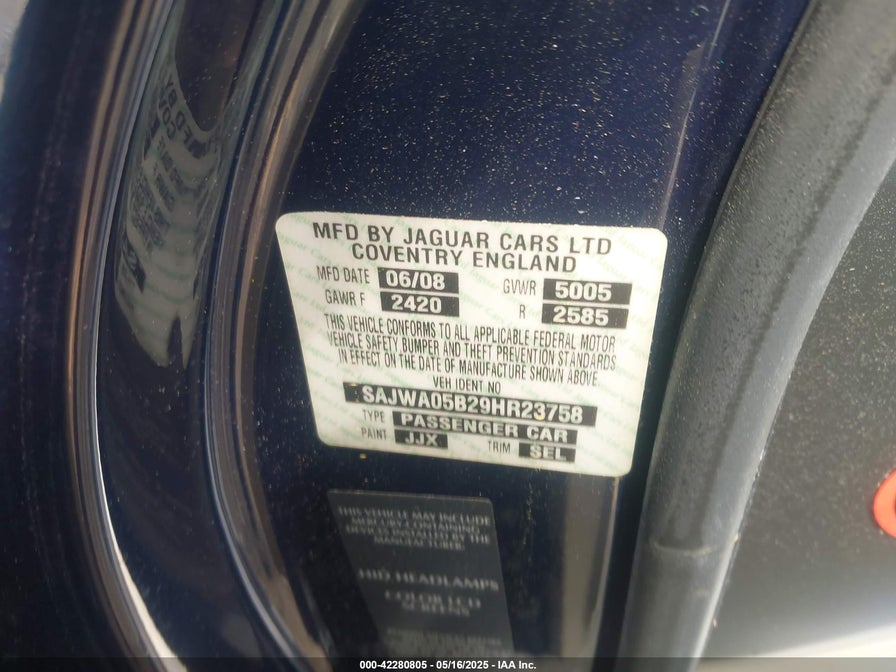 MFD BY JAGUAR CARS LTD
COVENTRY ENGLAND
MFD DATE 06/08 GVWR 5005
GAWR F 2420 R 2585
THIS VEHICLE CONFORMS TO ALL APPLICABLE FEDERAL MOTOR
VEHICLE SAFETY BUMPER AND THEFT PREVENTION STANDARDS
IN EFFECT ON THE DATE OF MANUFACTURE SHOWN ABOVE.
VEH IDENT NO
SAJWA05B29HR23758
TYPE PASSENGER CAR
PAINT JJX TRIM SEL
THIS VEHICLE MAY INCLUDE
MERCURY-CONTAINING
DEVICES INSTALLED BY THE
MANUFACTURER:
HID HEADLAMPS
COLOR LCD
SCREEN
000-42280805 - 05/16/2025 - IAA Inc.